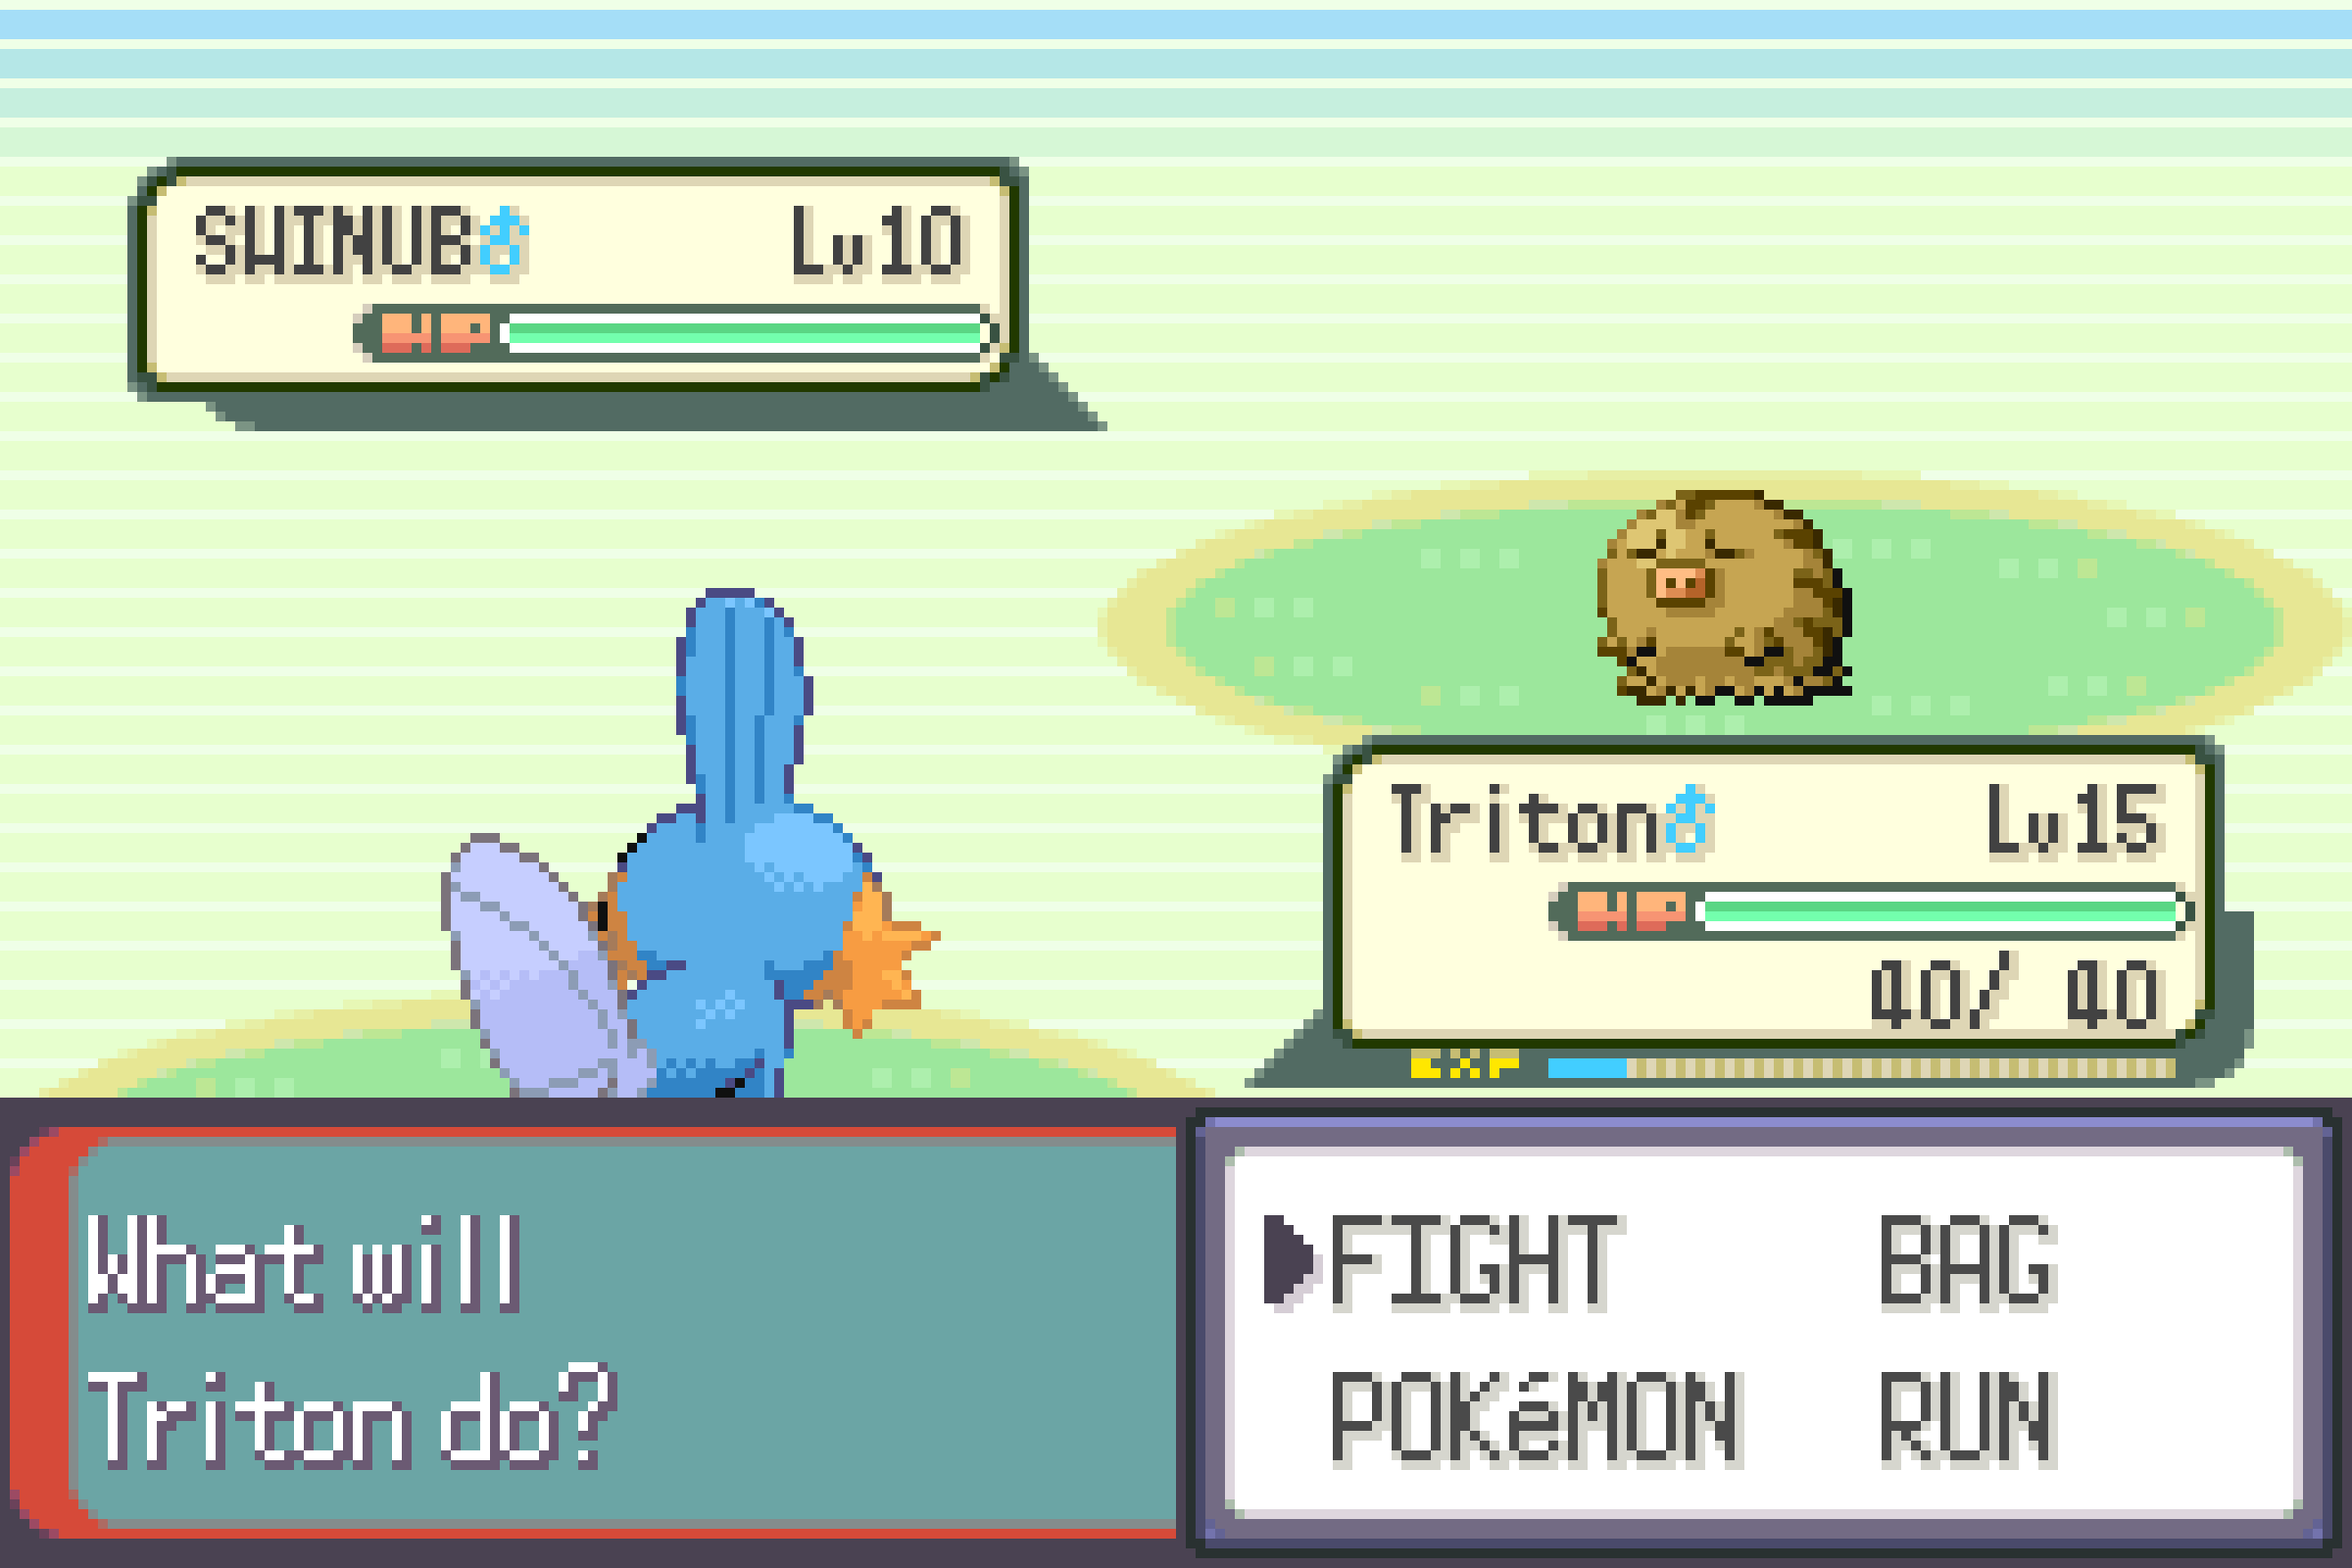 SWINUB♂ Lv10
HP
Triton♂ Lv15
HP
40/ 40
EXP
What will
Triton do?
FIGHT BAG
POKéMON RUN